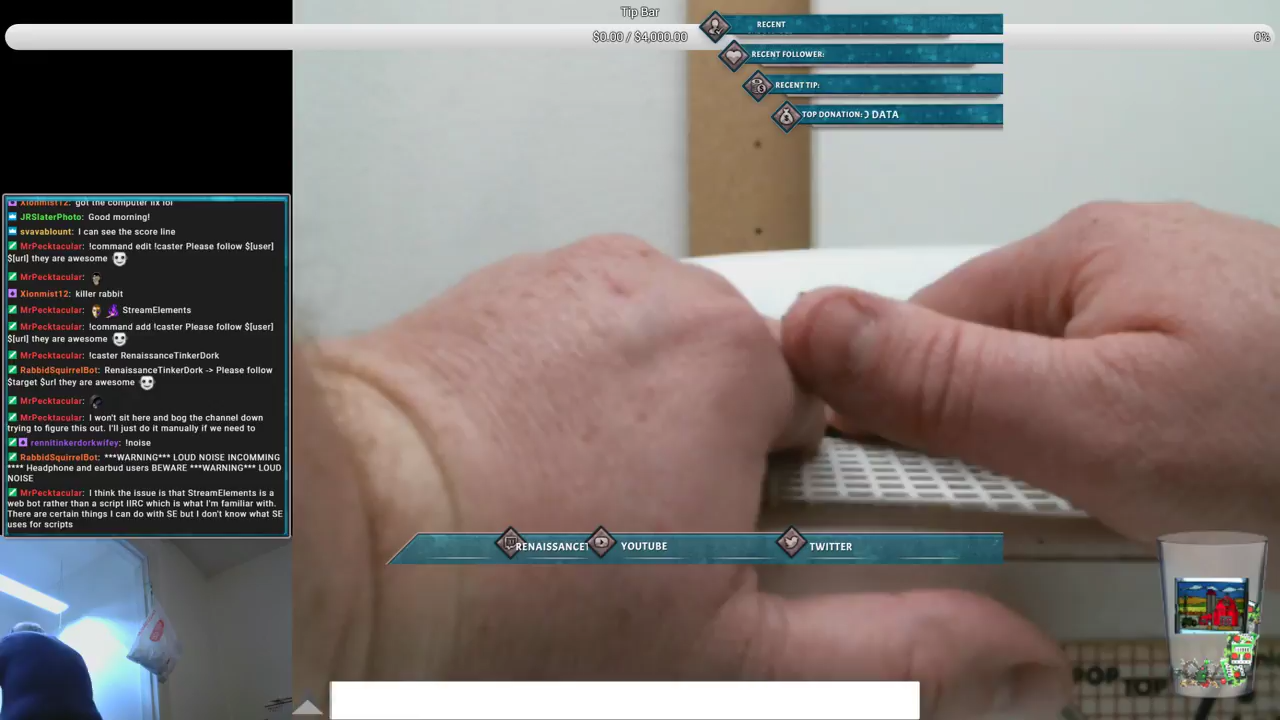 Tip Bar
$0.00 / $4,000.00
0%
RECENT
RECENT FOLLOWER:
RECENT TIP:
TOP DONATION:
DATA
Xionmist12: got the computer fix lol
JRSlaterPhoto: Good morning!
svavablount: I can see the score line
MrPecktacular: !command edit !caster Please follow $[user]
$[url] they are awesome
MrPecktacular:
Xionmist12: killer rabbit
MrPecktacular: StreamElements
MrPecktacular: !command add !caster Please follow $[user]
$[url] they are awesome
MrPecktacular: !caster RenaissanceTinkerDork
RabbidSquirrelBot: RenaissanceTinkerDork -> Please follow
$target $url they are awesome
MrPecktacular:
MrPecktacular: I won't sit here and bog the channel down
trying to figure this out. I'll just do it manually if we need to
rennitinkerdorkwifey: !noise
RabbidSquirrelBot: ***WARNING*** LOUD NOISE INCOMMING
**** Headphone and earbud users BEWARE ***WARNING*** LOUD
NOISE
MrPecktacular: I think the issue is that StreamElements is a
web bot rather than a script IIRC which is what I'm familiar with.
There are certain things I can do with SE but I don't know what SE
uses for scripts
RENAISSANCET
YOUTUBE
TWITTER
POP
TOP